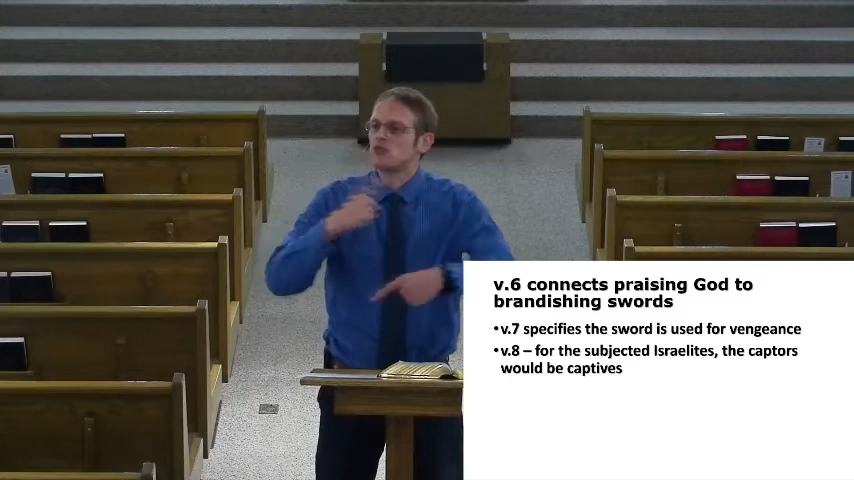 v.6 connects praising God to
brandishing swords
•v.7 specifies the sword is used for vengeance
•v.8 – for the subjected Israelites, the captors
would be captives